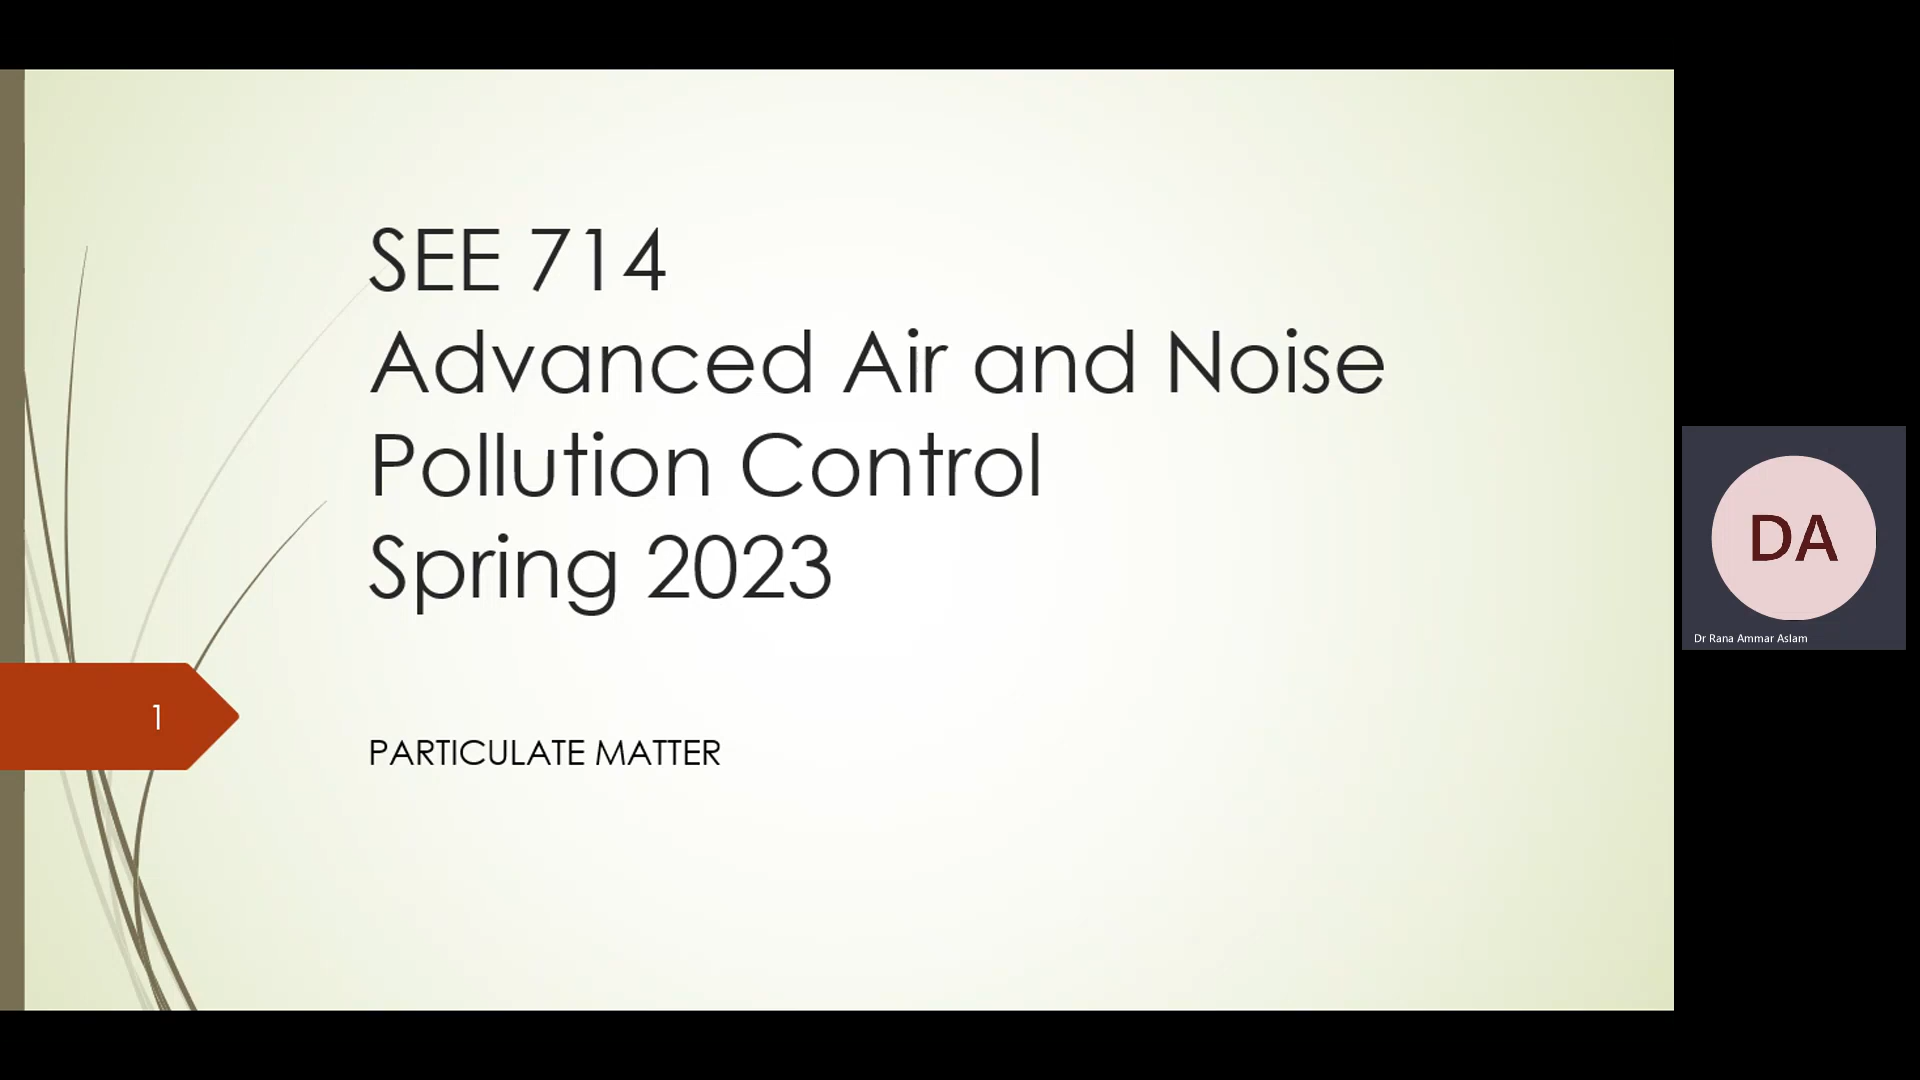 SEE 714
Advanced Air and Noise
Pollution Control
Spring 2023
1
PARTICULATE MATTER
DA
Dr Rana Ammar Aslam